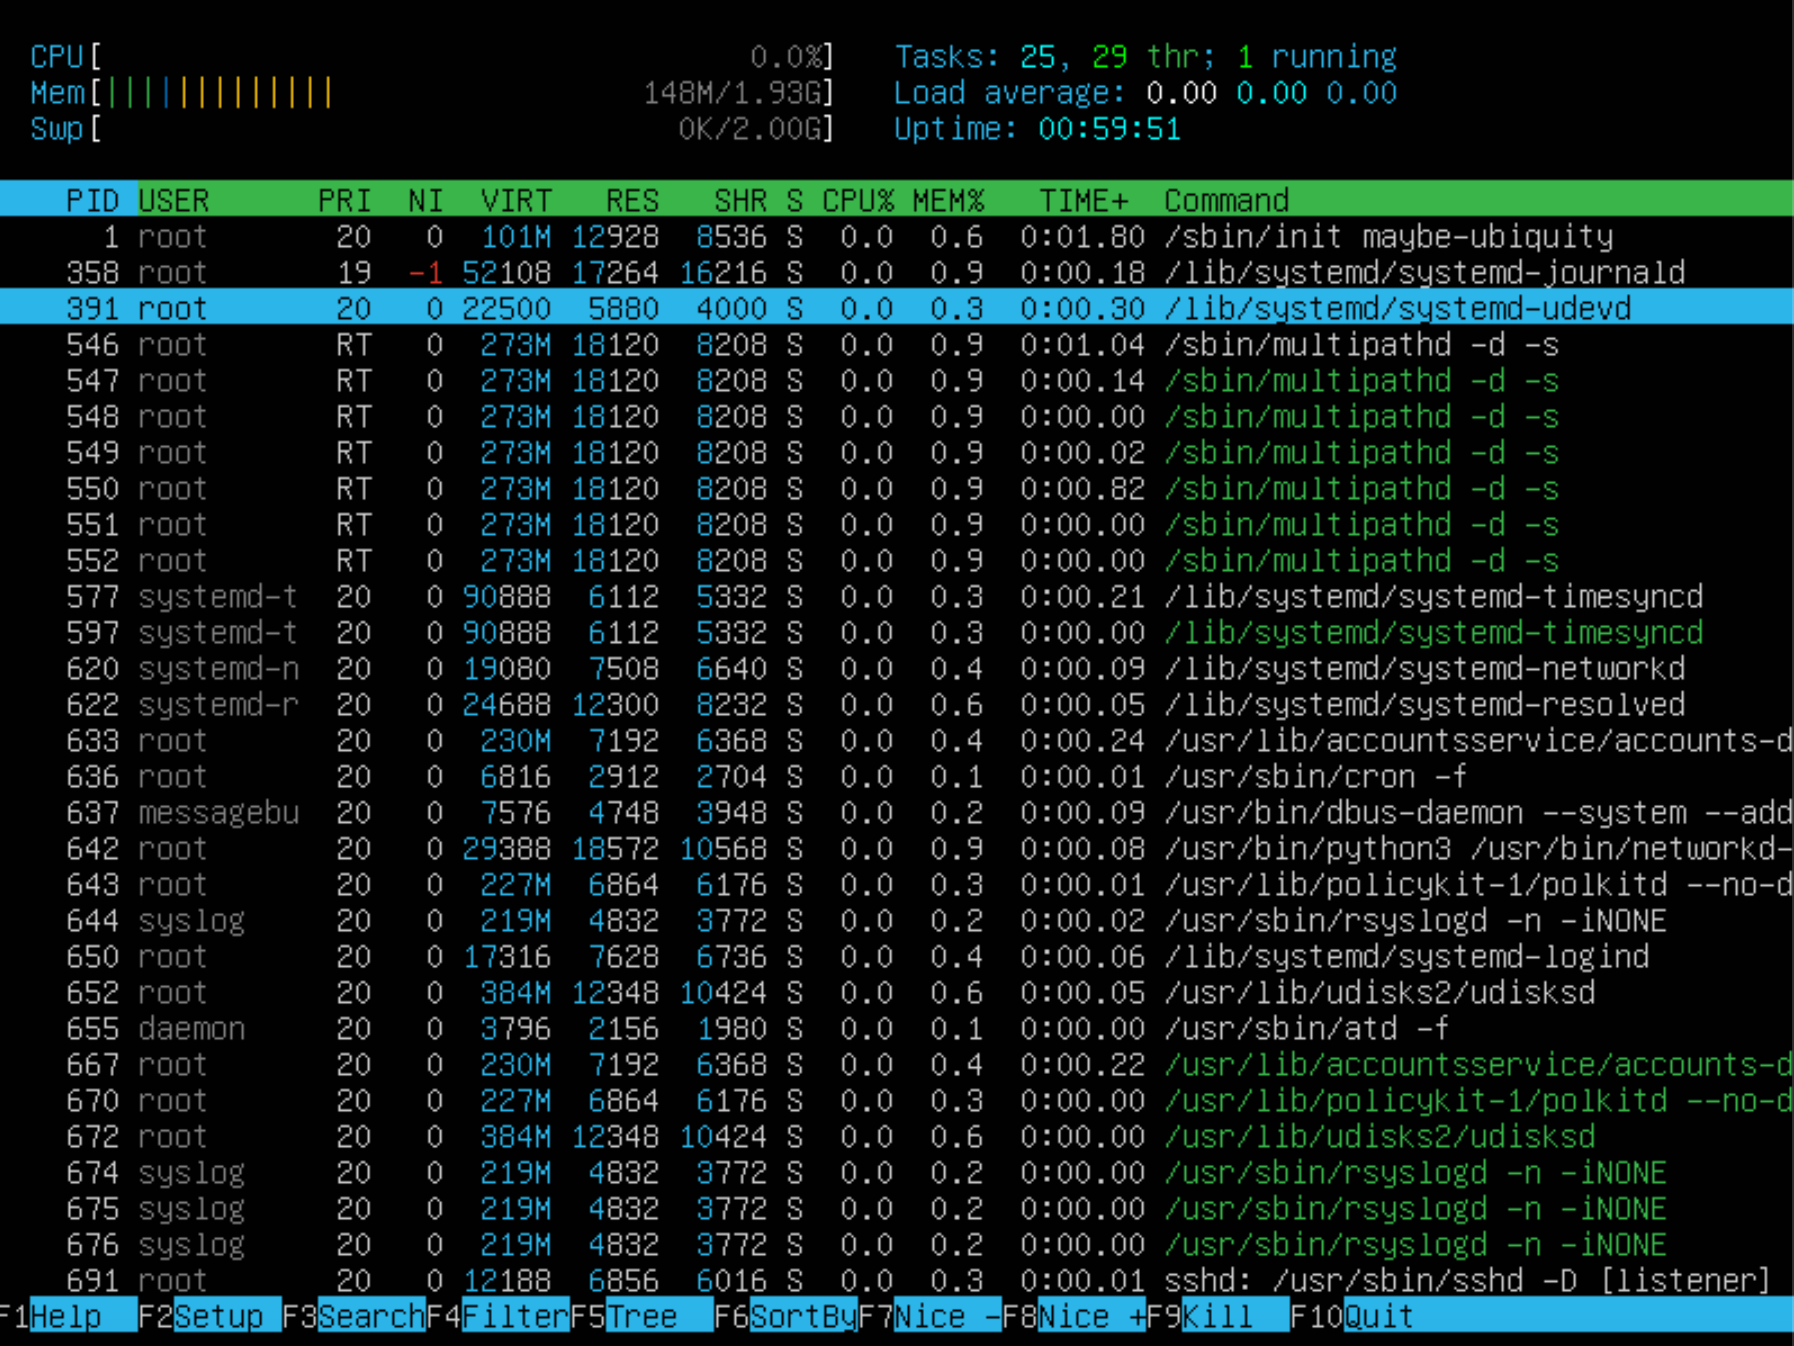 CPU[ 0.0%] Tasks: 25, 29 thr; 1 running
Mem[||||||||||||| 148M/1.93G] Load average: 0.00 0.00 0.00
Swp[ 0K/2.00G] Uptime: 00:59:51
PID USER PRI NI VIRT RES SHR S CPU% MEM% TIME+ Command
1 root 20 0 101M 12928 8536 S 0.0 0.6 0:01.80 /sbin/init maybe-ubiquity
358 root 19 -1 52108 17264 16216 S 0.0 0.9 0:00.18 /lib/systemd/systemd-journald
391 root 20 0 22500 5880 4000 S 0.0 0.3 0:00.30 /lib/systemd/systemd-udevd
546 root RT 0 273M 18120 8208 S 0.0 0.9 0:01.04 /sbin/multipathd -d -s
547 root RT 0 273M 18120 8208 S 0.0 0.9 0:00.14 /sbin/multipathd -d -s
548 root RT 0 273M 18120 8208 S 0.0 0.9 0:00.00 /sbin/multipathd -d -s
549 root RT 0 273M 18120 8208 S 0.0 0.9 0:00.02 /sbin/multipathd -d -s
550 root RT 0 273M 18120 8208 S 0.0 0.9 0:00.82 /sbin/multipathd -d -s
551 root RT 0 273M 18120 8208 S 0.0 0.9 0:00.00 /sbin/multipathd -d -s
552 root RT 0 273M 18120 8208 S 0.0 0.9 0:00.00 /sbin/multipathd -d -s
577 systemd-t 20 0 90888 6112 5332 S 0.0 0.3 0:00.21 /lib/systemd/systemd-timesyncd
597 systemd-t 20 0 90888 6112 5332 S 0.0 0.3 0:00.00 /lib/systemd/systemd-timesyncd
620 systemd-n 20 0 19080 7508 6640 S 0.0 0.4 0:00.09 /lib/systemd/systemd-networkd
622 systemd-r 20 0 24688 12300 8232 S 0.0 0.6 0:00.05 /lib/systemd/systemd-resolved
633 root 20 0 230M 7192 6368 S 0.0 0.4 0:00.24 /usr/lib/accountsservice/accounts-d
636 root 20 0 6816 2912 2704 S 0.0 0.1 0:00.01 /usr/sbin/cron -f
637 messagebu 20 0 7576 4748 3948 S 0.0 0.2 0:00.09 /usr/bin/dbus-daemon --system --add
642 root 20 0 29388 18572 10568 S 0.0 0.9 0:00.08 /usr/bin/python3 /usr/bin/networkd-
643 root 20 0 227M 6864 6176 S 0.0 0.3 0:00.01 /usr/lib/policykit-1/polkitd --no-d
644 syslog 20 0 219M 4832 3772 S 0.0 0.2 0:00.02 /usr/sbin/rsyslogd -n -iNONE
650 root 20 0 17316 7628 6736 S 0.0 0.4 0:00.06 /lib/systemd/systemd-logind
652 root 20 0 384M 12348 10424 S 0.0 0.6 0:00.05 /usr/lib/udisks2/udisksd
655 daemon 20 0 3796 2156 1980 S 0.0 0.1 0:00.00 /usr/sbin/atd -f
667 root 20 0 230M 7192 6368 S 0.0 0.4 0:00.22 /usr/lib/accountsservice/accounts-d
670 root 20 0 227M 6864 6176 S 0.0 0.3 0:00.00 /usr/lib/policykit-1/polkitd --no-d
672 root 20 0 384M 12348 10424 S 0.0 0.6 0:00.00 /usr/lib/udisks2/udisksd
674 syslog 20 0 219M 4832 3772 S 0.0 0.2 0:00.00 /usr/sbin/rsyslogd -n -iNONE
675 syslog 20 0 219M 4832 3772 S 0.0 0.2 0:00.00 /usr/sbin/rsyslogd -n -iNONE
676 syslog 20 0 219M 4832 3772 S 0.0 0.2 0:00.00 /usr/sbin/rsyslogd -n -iNONE
691 root 20 0 12188 6856 6016 S 0.0 0.3 0:00.01 sshd: /usr/sbin/sshd -D [listener]
F1Help F2Setup F3SearchF4FilterF5Tree F6SortByF7Nice -F8Nice +F9Kill F10Quit